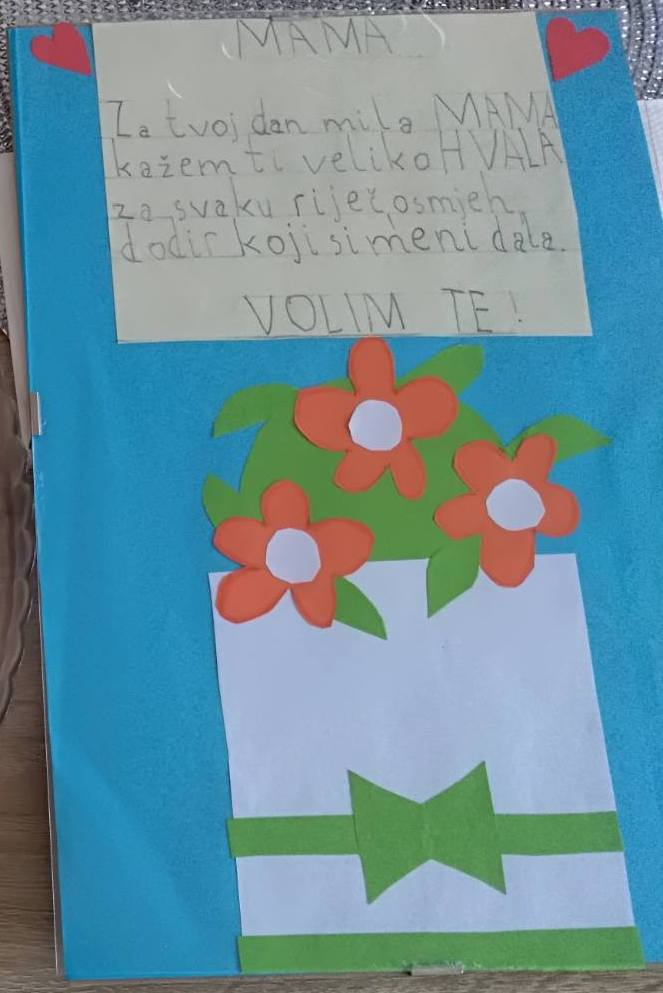 MAMA
Za tvoj dan mila MAMA
kažem ti veliko HVALA
za svaku riječ, osmjeh,
dodir koji si meni dala.
VOLIM TE!